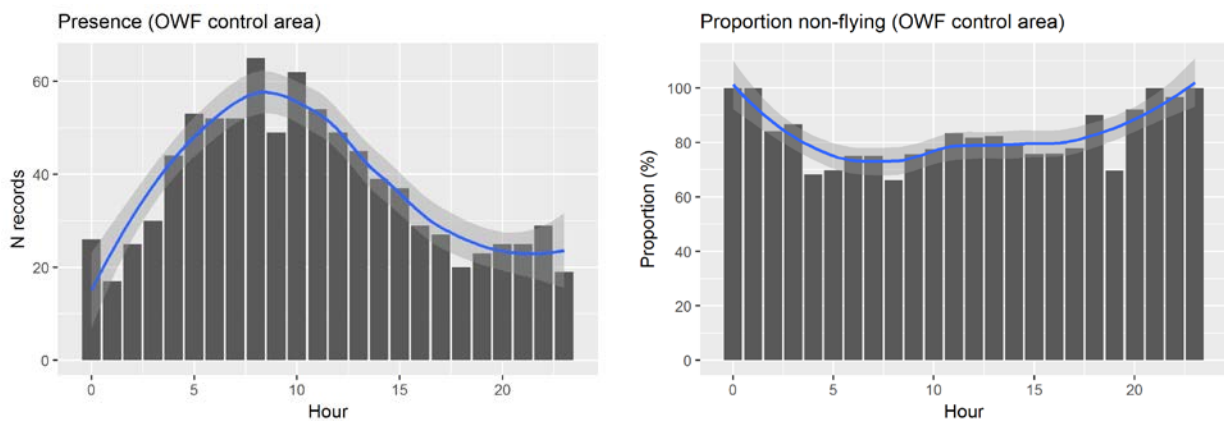 Presence (OWF control area)
N records
60
40
20
0
0 5 10 15 20
Hour
Proportion non-flying (OWF control area)
Proportion (%)
100
80
60
40
20
0
0 5 10 15 20
Hour